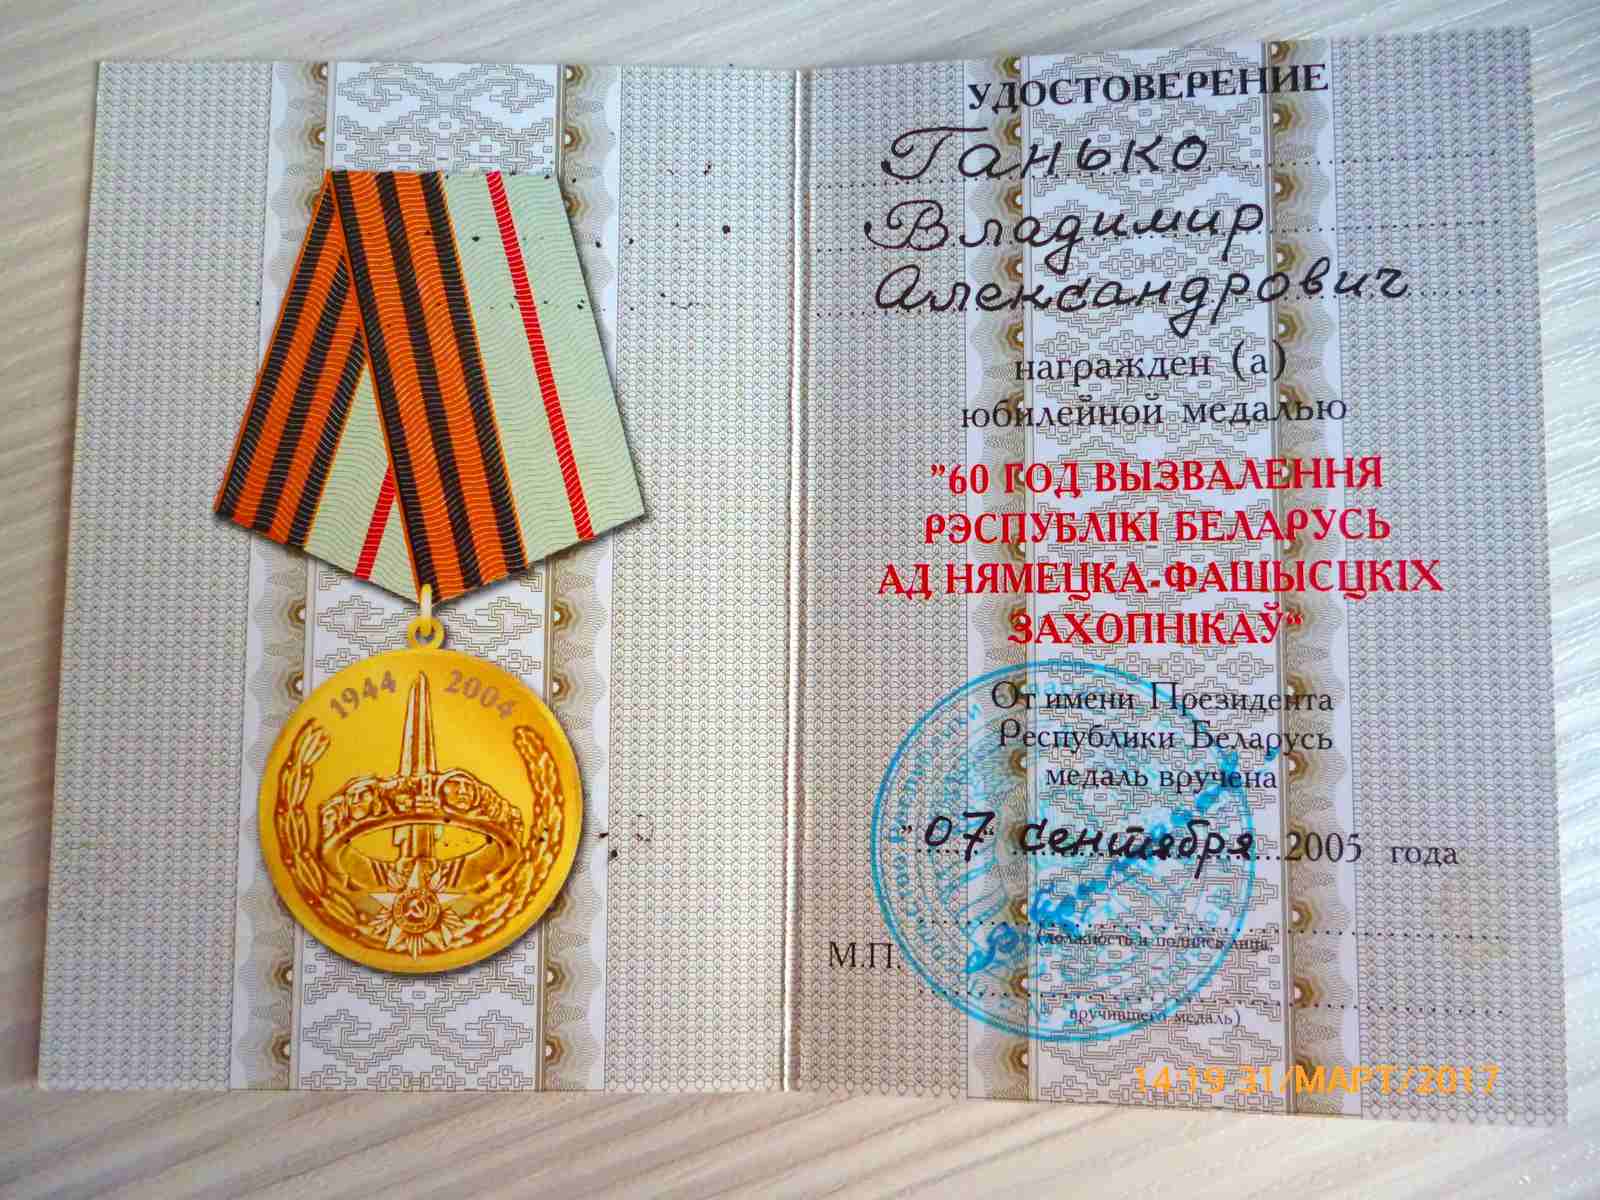 1944 2004
УДОСТОВЕРЕНИЕ
Ганько
Владимир
Александрович
награжден (а)
юбилейной медалью
"60 ГОД ВЫЗВАЛЕННЯ
РЭСПУБЛІКІ БЕЛАРУСЬ
АД НЯМЕЦКА-ФАШЫСЦКІХ
ЗАХОПНІКАЎ"
От имени Президента
Республики Беларусь
медаль вручена
"07" сентября 2005 года
(должность и подпись лица,
М.П.
вручившего медаль)
14:19 31/МАРТ/2017